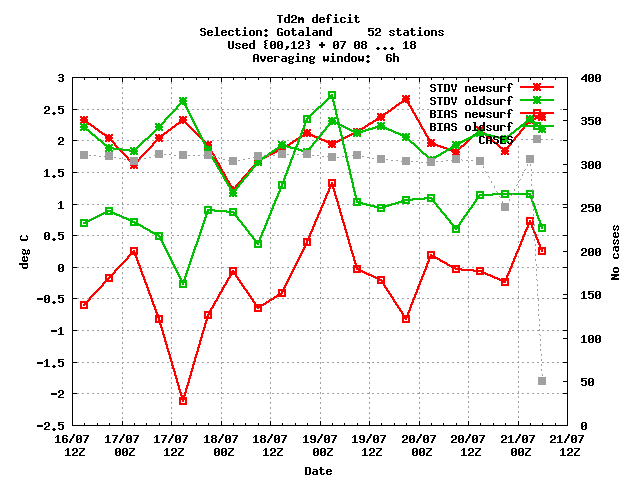 Td2m deficit
Selection: Gotaland     52 stations
Used {00,12} + 07 08 ... 18
Averaging window:  6h
STDV newsurf
STDV oldsurf
BIAS newsurf
BIAS oldsurf
CASES
3
2.5
2
1.5
1
0.5
0
-0.5
-1
-1.5
-2
-2.5
deg C
400
350
300
250
200
150
100
50
0
No cases
16/07 17/07 17/07 18/07 18/07 19/07 19/07 20/07 20/07 21/07 21/07
12Z 00Z 12Z 00Z 12Z 00Z 12Z 00Z 12Z 00Z 12Z
Date